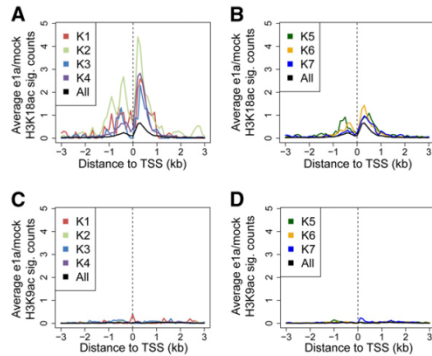 A
Average e1a/mock
H3K18ac sig. counts
5
4
3
2
1
0
K1
K2
K3
K4
All
-3 -2 -1 0 1 2 3
Distance to TSS (kb)
B
Average e1a/mock
H3K18ac sig. counts
5
4
3
2
1
0
K5
K6
K7
All
-3 -2 -1 0 1 2 3
Distance to TSS (kb)
C
Average e1a/mock
H3K9ac sig. counts
5
4
3
2
1
0
K1
K2
K3
K4
All
-3 -2 -1 0 1 2 3
Distance to TSS (kb)
D
Average e1a/mock
H3K9ac sig. counts
5
4
3
2
1
0
K5
K6
K7
All
-3 -2 -1 0 1 2 3
Distance to TSS (kb)